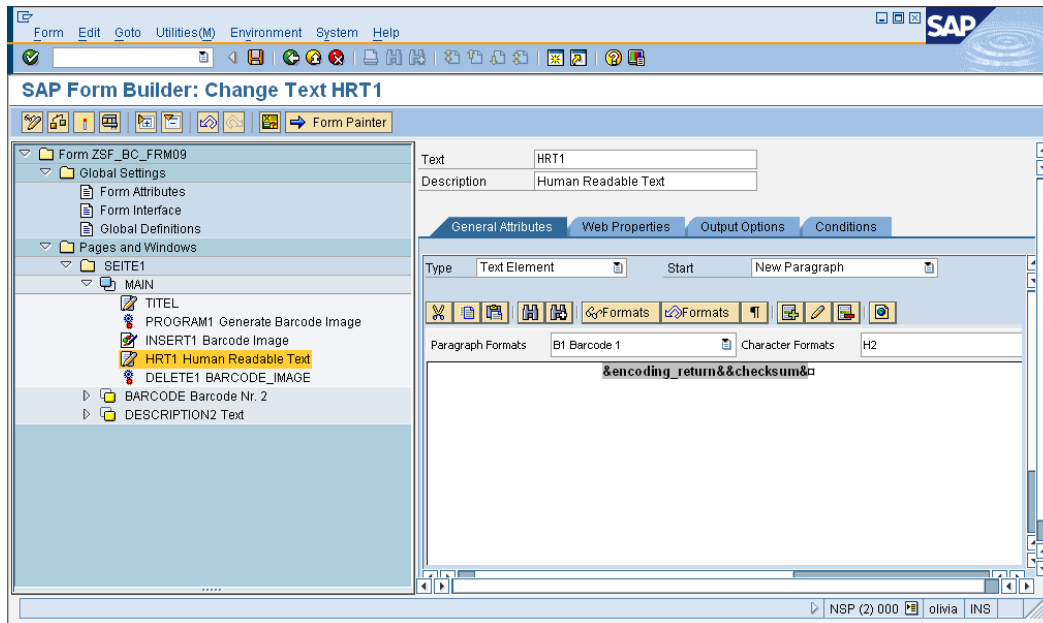 Form Edit Goto Utilities(M) Environment System Help
SAP
SAP Form Builder: Change Text HRT1
Form Painter
Form ZSF_BC_FRM09
Global Settings
Form Attributes
Form Interface
Global Definitions
Pages and Windows
SEITE1
MAIN
TITEL
PROGRAM1 Generate Barcode Image
INSERT1 Barcode Image
HRT1 Human Readable Text
DELETE1 BARCODE_IMAGE
BARCODE Barcode Nr. 2
DESCRIPTION2 Text
Text HRT1
Description Human Readable Text
General Attributes Web Properties Output Options Conditions
Type Text Element Start New Paragraph
Formats Formats ¶
Paragraph Formats B1 Barcode 1 Character Formats H2
&encoding_return&&checksum&¤
NSP (2) 000 olivia INS